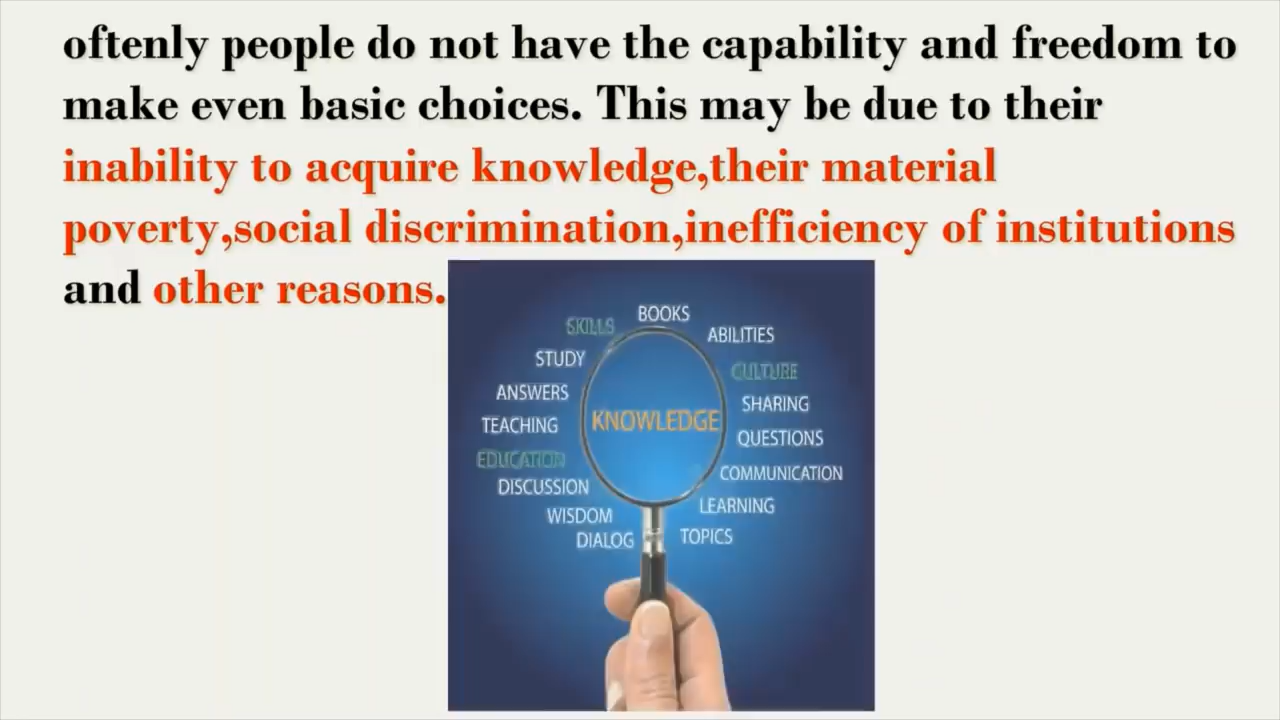 oftenly people do not have the capability and freedom to
make even basic choices. This may be due to their
inability to acquire knowledge,their material
poverty,social discrimination,inefficiency of institutions
and other reasons.
BOOKS
SKILLS
ABILITIES
STUDY
CULTURE
ANSWERS
SHARING
KNOWLEDGE
TEACHING
QUESTIONS
EDUCATION
COMMUNICATION
DISCUSSION
LEARNING
WISDOM
TOPICS
DIALOG